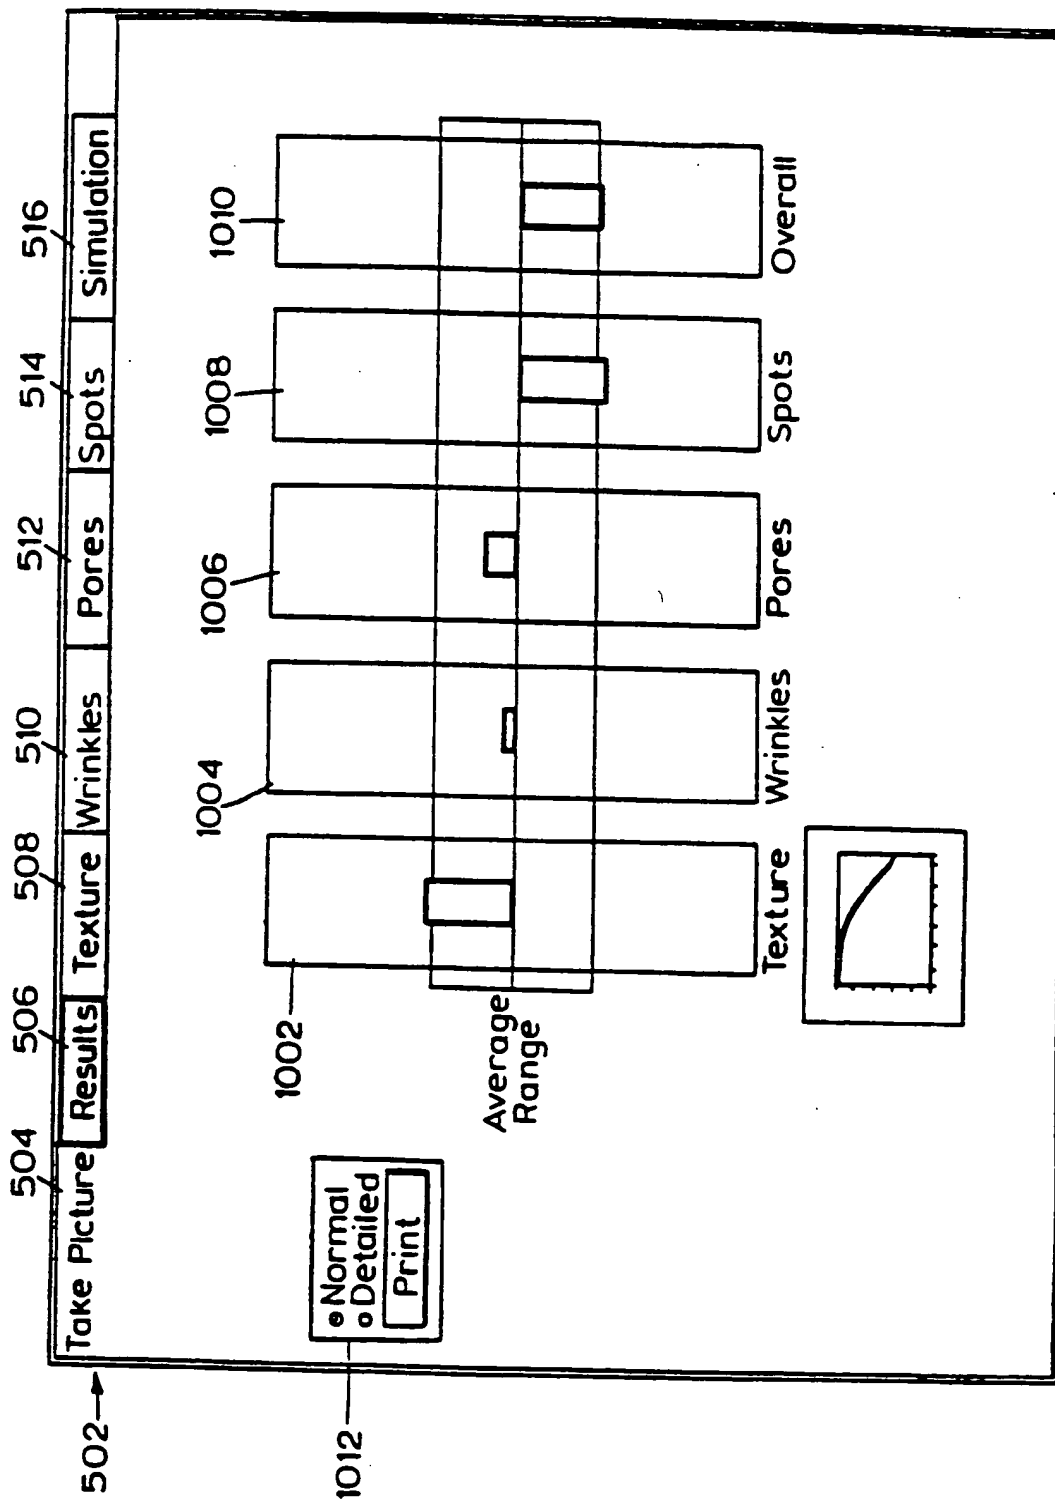 504 506 508 510 512 514 516
502
Take Picture Results Texture Wrinkles Pores Spots Simulation
1002 1004 1006 1008 1010
1012
Normal
Detailed
Print
Average
Range
Texture Wrinkles Pores Spots Overall